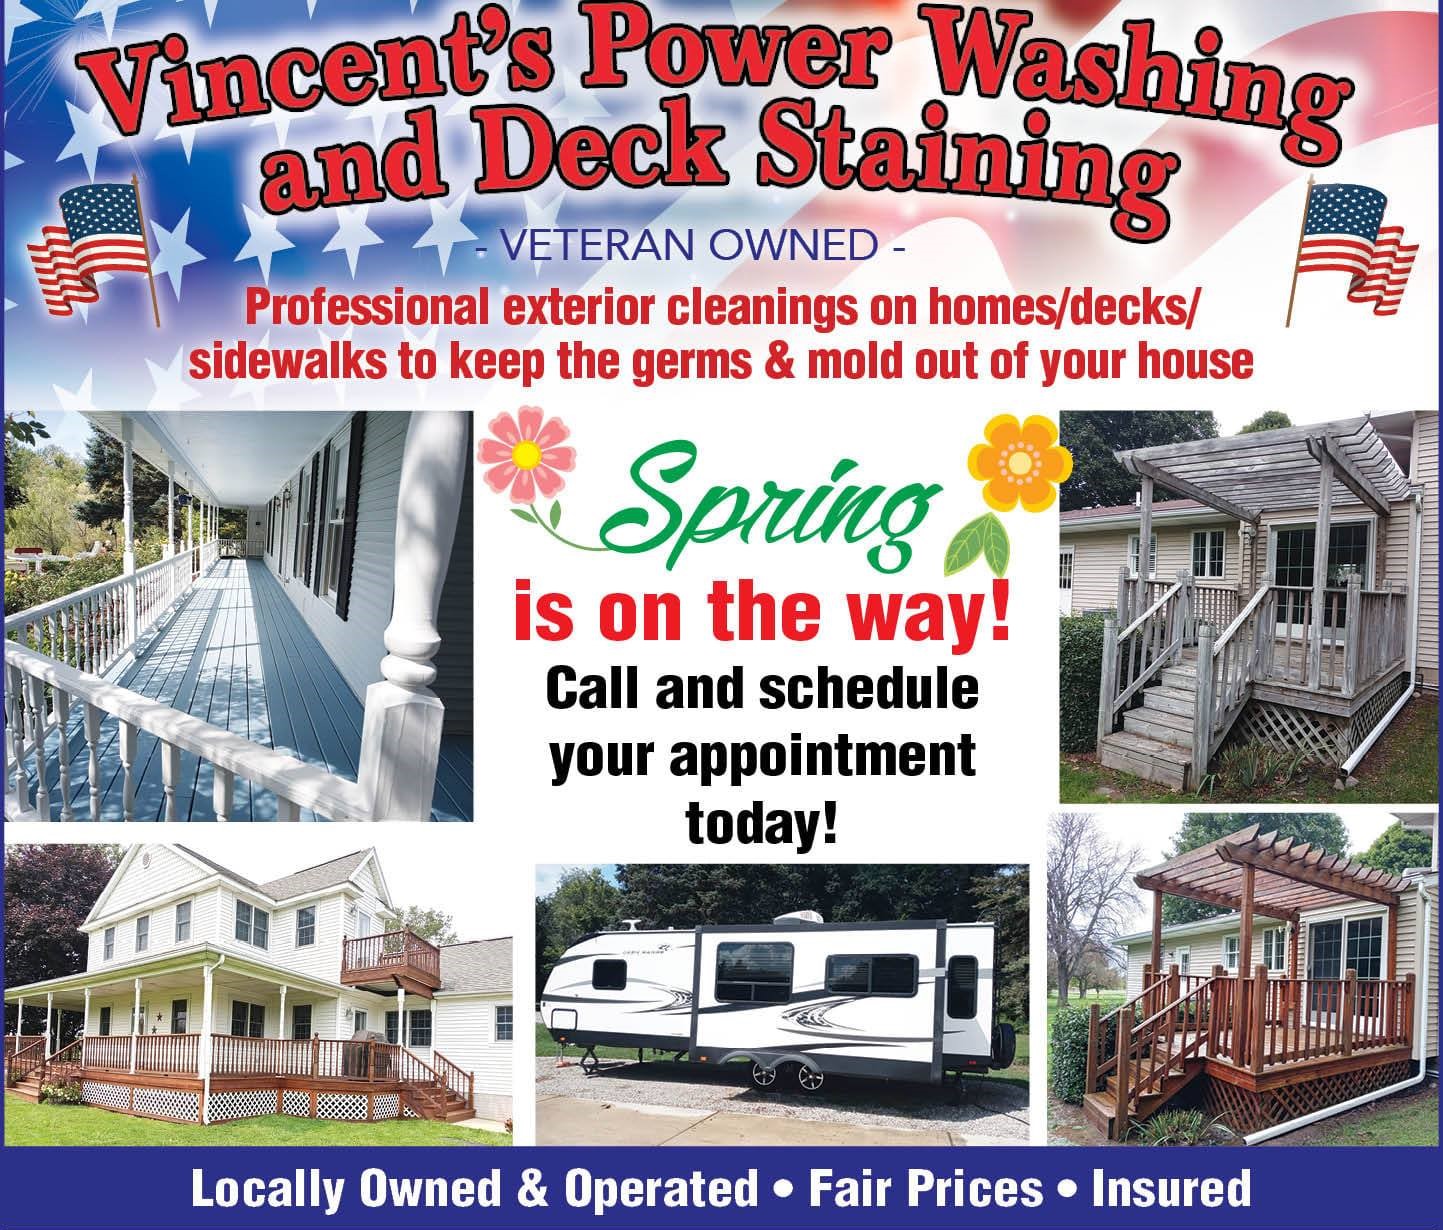 Vincent's Power Washing
and Deck Staining
- VETERAN OWNED -
Professional exterior cleanings on homes/decks/
sidewalks to keep the germs & mold out of your house
Spring
is on the way!
Call and schedule
your appointment
today!
Locally Owned & Operated • Fair Prices • Insured